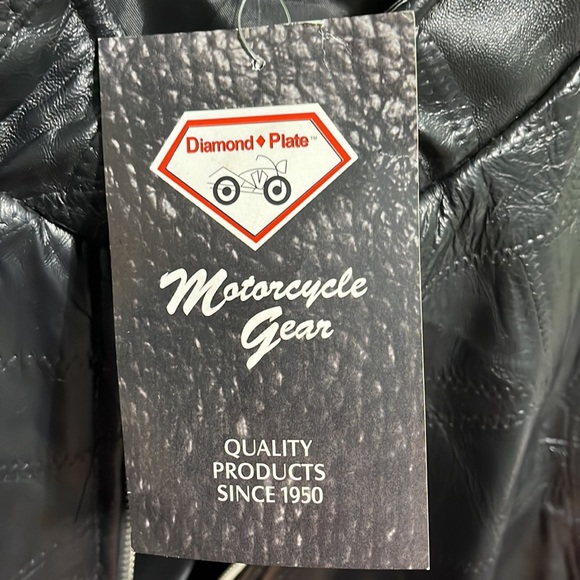 Diamond♦Plate™
Motorcycle
Gear
QUALITY
PRODUCTS
SINCE 1950